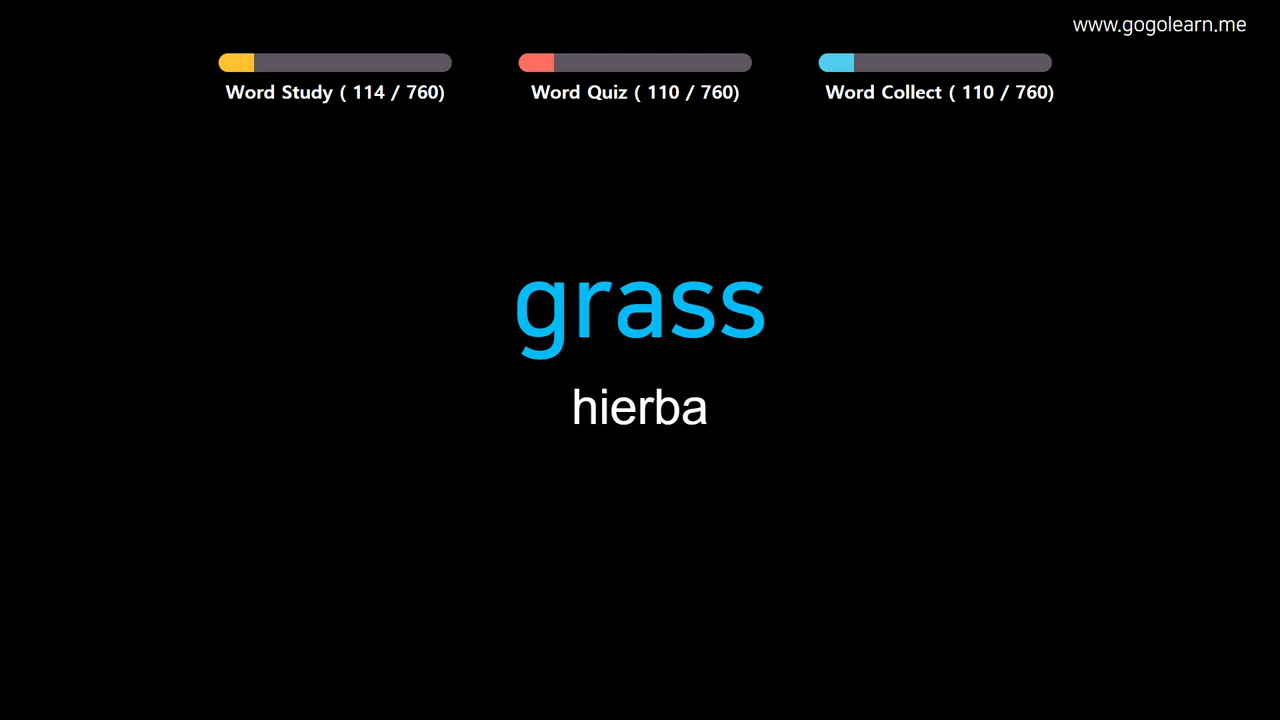 www.gogolearn.me
Word Study ( 114 / 760)
Word Quiz ( 110 / 760)
Word Collect ( 110 / 760)
grass
hierba